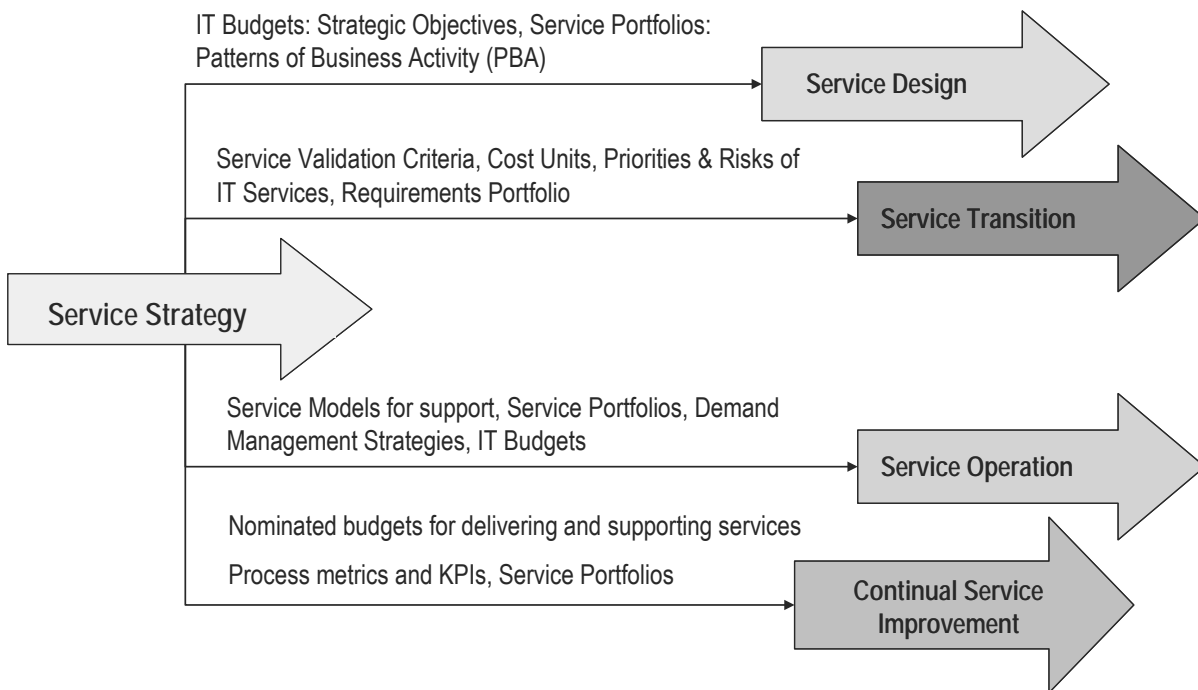 IT Budgets: Strategic Objectives, Service Portfolios:
Patterns of Business Activity (PBA)
Service Design
Service Validation Criteria, Cost Units, Priorities & Risks of
IT Services, Requirements Portfolio
Service Transition
Service Strategy
Service Models for support, Service Portfolios, Demand
Management Strategies, IT Budgets
Service Operation
Nominated budgets for delivering and supporting services
Process metrics and KPIs, Service Portfolios
Continual Service
Improvement